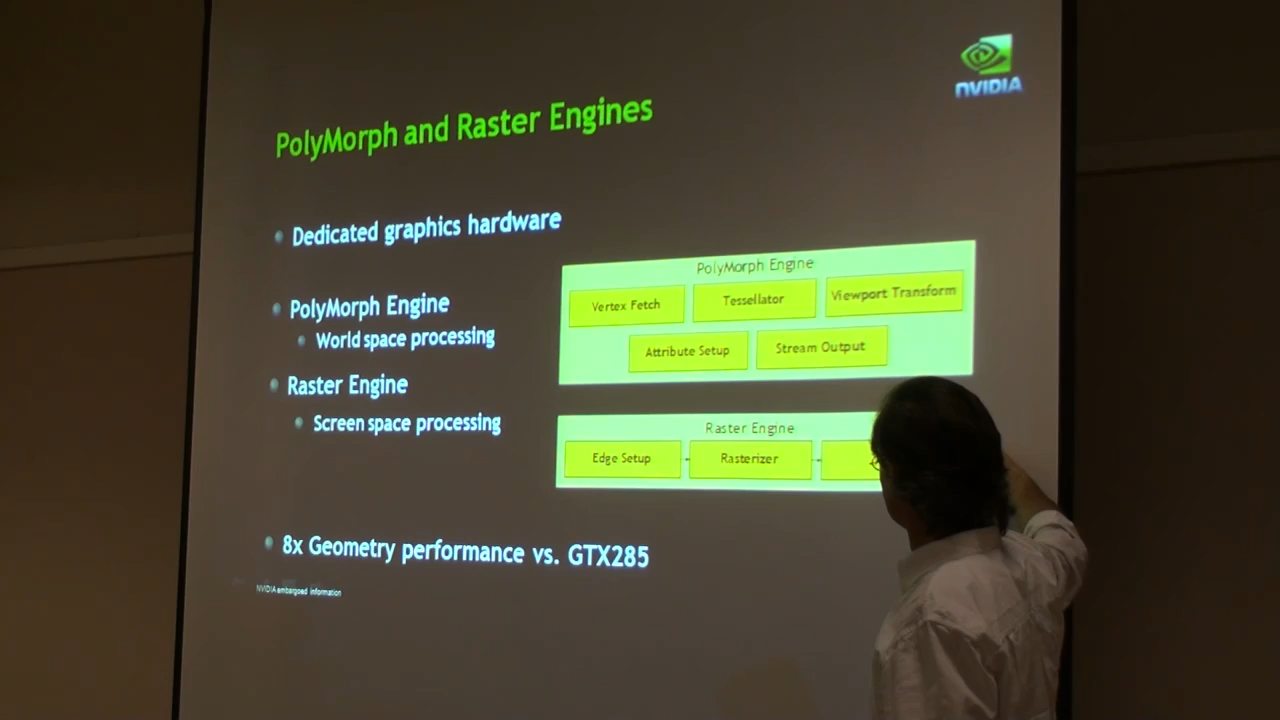 NVIDIA
PolyMorph and Raster Engines
Dedicated graphics hardware
PolyMorph Engine
World space processing
Raster Engine
Screen space processing
8x Geometry performance vs. GTX285
NVIDIA embargoed information
PolyMorph Engine
Vertex Fetch
Tessellator
Viewport Transform
Attribute Setup
Stream Output
Raster Engine
Edge Setup
Rasterizer